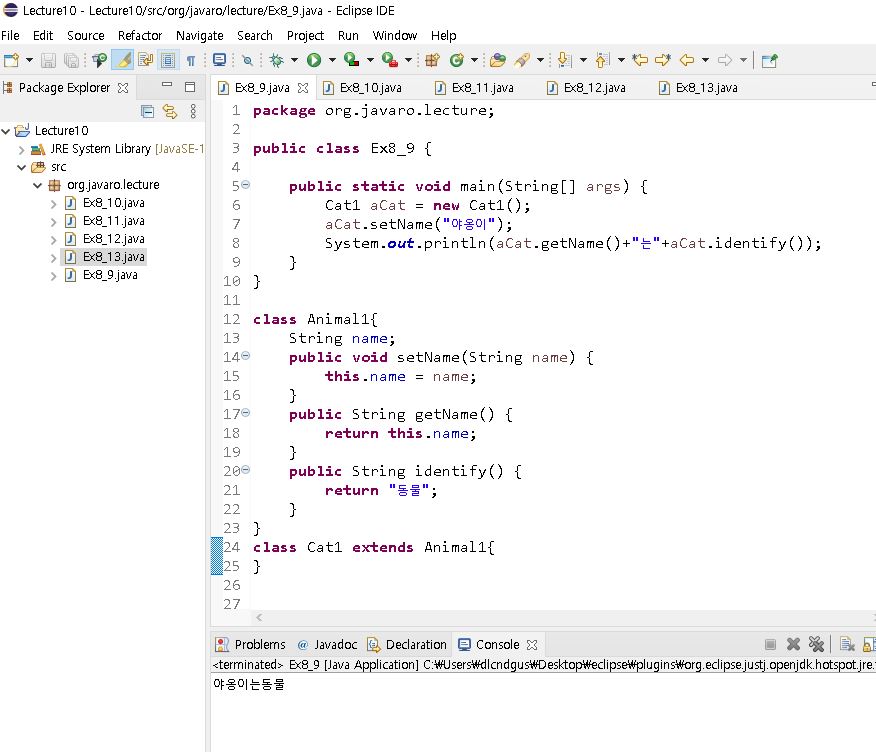 Lecture10 - Lecture10/src/org/javaro/lecture/Ex8_9.java - Eclipse IDE
File Edit Source Refactor Navigate Search Project Run Window Help
Package Explorer
Lecture10
JRE System Library [JavaSE-1
src
org.javaro.lecture
Ex8_10.java
Ex8_11.java
Ex8_12.java
Ex8_13.java
Ex8_9.java
Ex8_9.java Ex8_10.java Ex8_11.java Ex8_12.java Ex8_13.java
1 package org.javaro.lecture;
2
3 public class Ex8_9 {
4
5 public static void main(String[] args) {
6 Cat1 aCat = new Cat1();
7 aCat.setName("야옹이");
8 System.out.println(aCat.getName()+"는"+aCat.identify());
9 }
10 }
11
12 class Animal1{
13 String name;
14 public void setName(String name) {
15 this.name = name;
16 }
17 public String getName() {
18 return this.name;
19 }
20 public String identify() {
21 return "동물";
22 }
23 }
24 class Cat1 extends Animal1{
25 }
26
27
Problems Javadoc Declaration Console
<terminated> Ex8_9 [Java Application] C:₩Users₩dlcndgus₩Desktop₩eclipse₩plugins₩org.eclipse.justj.openjdk.hotspot.jre.
야옹이는동물